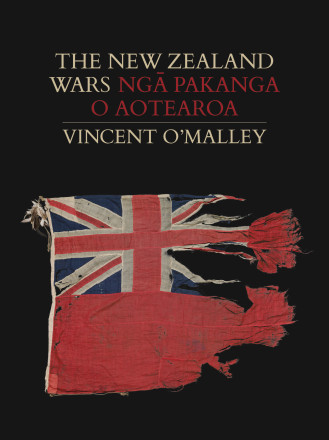 THE NEW ZEALAND
WARS NGĀ PAKANGA
O AOTEAROA
VINCENT O'MALLEY